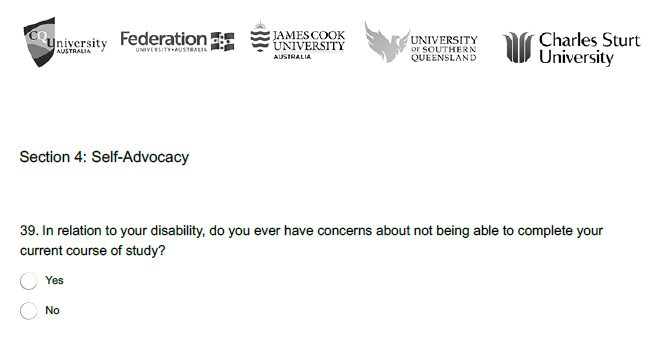 CQUniversity
AUSTRALIA
Federation
UNIVERSITY•AUSTRALIA
JAMES COOK
UNIVERSITY
AUSTRALIA
UNIVERSITY
OF SOUTHERN
QUEENSLAND
Charles Sturt
University
Section 4: Self-Advocacy
39. In relation to your disability, do you ever have concerns about not being able to complete your
current course of study?
Yes
No